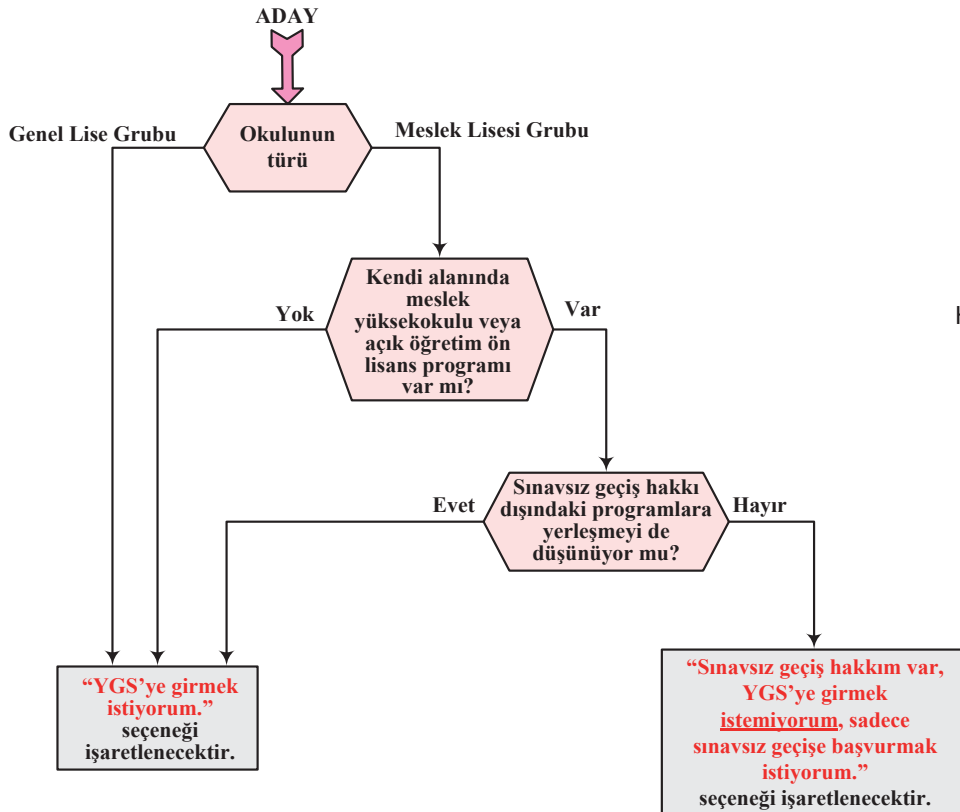 ADAY
Genel Lise Grubu
Okulunun
türü
Meslek Lisesi Grubu
Kendi alanında
meslek
yüksekokulu veya
açık öğretim ön
lisans programı
var mı?
Yok
Var
Sınavsız geçiş hakkı
dışındaki programlara
yerleşmeyi de
düşünüyor mu?
Evet
Hayır
“YGS’ye girmek
istiyorum.”
seçeneği
işaretlenecektir.
“Sınavsız geçiş hakkım var,
YGS’ye girmek
istemiyorum, sadece
sınavsız geçişe başvurmak
istiyorum.”
seçeneği işaretlenecektir.